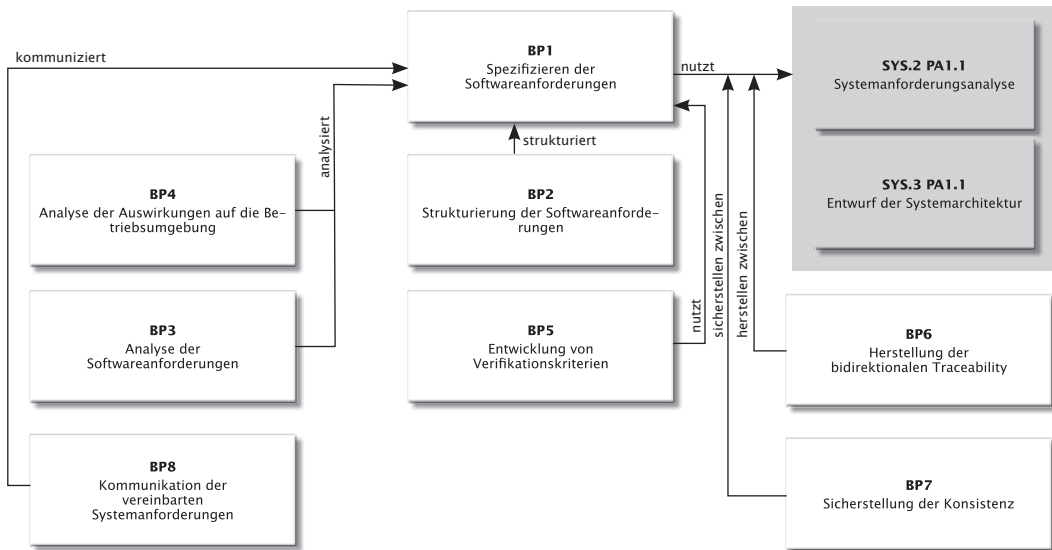 kommuniziert
BP1
Spezifizieren der
Softwareanforderungen
nutzt
SYS.2 PA1.1
Systemanforderungsanalyse
SYS.3 PA1.1
Entwurf der Systemarchitektur
analysiert
strukturiert
BP4
Analyse der Auswirkungen auf die Be-
triebsumgebung
BP2
Strukturierung der Softwareanforde-
rungen
sicherstellen zwischen
herstellen zwischen
BP3
Analyse der
Softwareanforderungen
BP5
Entwicklung von
Verifikationskriterien
nutzt
BP6
Herstellung der
bidirektionalen Traceability
BP8
Kommunikation der
vereinbarten
Systemanforderungen
BP7
Sicherstellung der Konsistenz